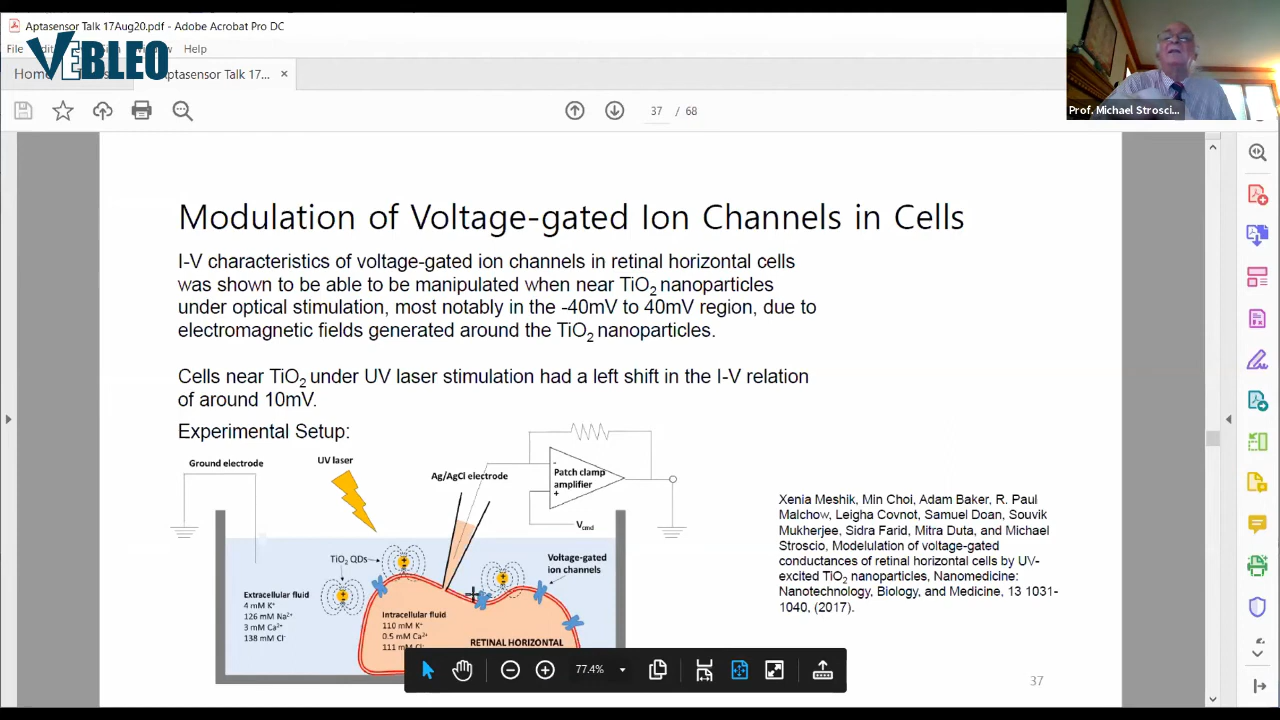 Aptasensor Talk 17Aug20.pdf - Adobe Acrobat Pro DC
File Help
VEBLEO
Home
Aptasensor Talk 17... ×
37 / 68
Prof. Michael Strosci...
Modulation of Voltage-gated Ion Channels in Cells
I-V characteristics of voltage-gated ion channels in retinal horizontal cells
was shown to be able to be manipulated when near TiO2 nanoparticles
under optical stimulation, most notably in the -40mV to 40mV region, due to
electromagnetic fields generated around the TiO2 nanoparticles.
Cells near TiO2 under UV laser stimulation had a left shift in the I-V relation
of around 10mV.
Experimental Setup:
Ground electrode
UV laser
Ag/AgCl electrode
Patch clamp
amplifier
-
+
Vcmd
TiO2 QDs
Voltage-gated
ion channels
Extracellular fluid
4 mM K+
126 mM Na2+
3 mM Ca2+
138 mM Cl-
Intracellular fluid
110 mM K+
0.5 mM Ca2+
111 mM Cl-
RETINAL HORIZONTAL
Xenia Meshik, Min Choi, Adam Baker, R. Paul
Malchow, Leigha Covnot, Samuel Doan, Souvik
Mukherjee, Sidra Farid, Mitra Duta, and Michael
Stroscio, Modelulation of voltage-gated
conductances of retinal horizontal cells by UV-
excited TiO2 nanoparticles, Nanomedicine:
Nanotechnology, Biology, and Medicine, 13 1031-
1040, (2017).
77.4%
37